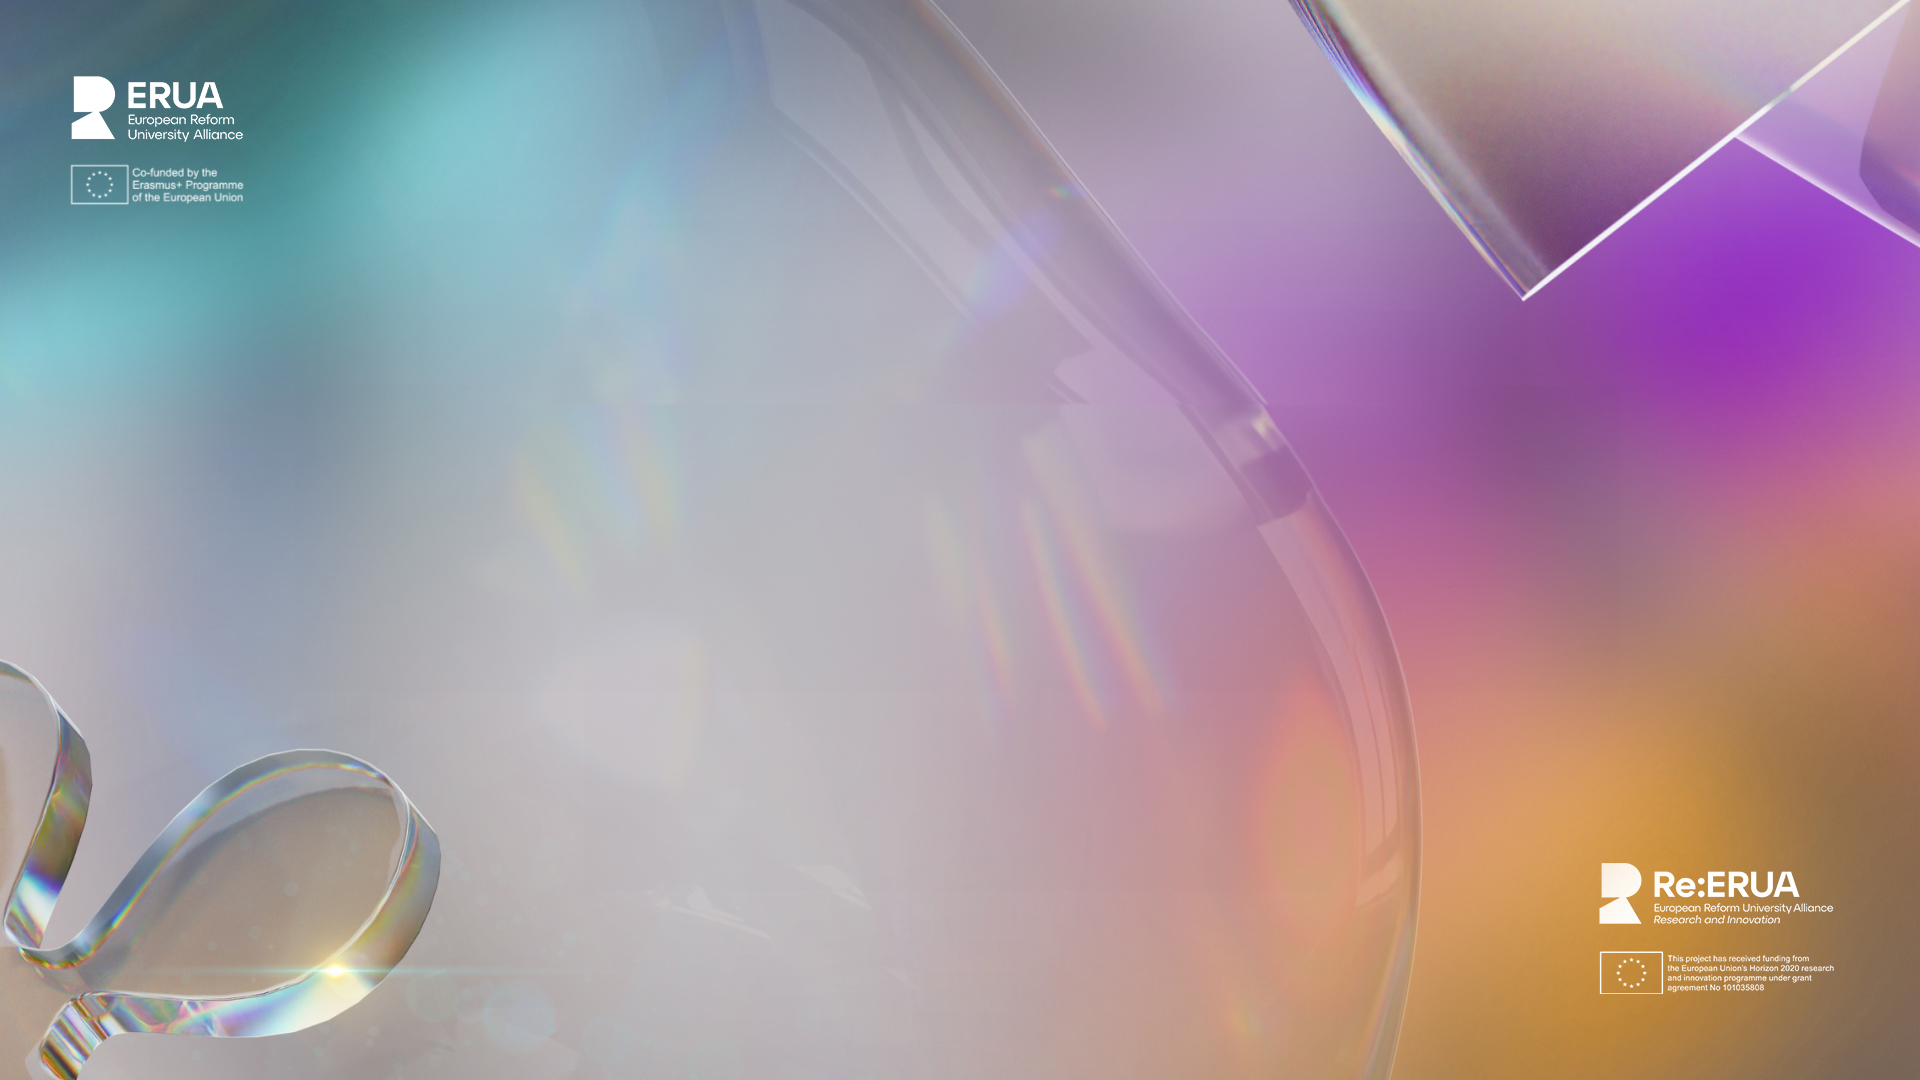 ERUA
European Reform
University Alliance
Co-funded by the
Erasmus+ Programme
of the European Union
Re:ERUA
European Reform University Alliance
Research and Innovation
This project has received funding from
the European Union's Horizon 2020 research
and innovation programme under grant
agreement No 101035808